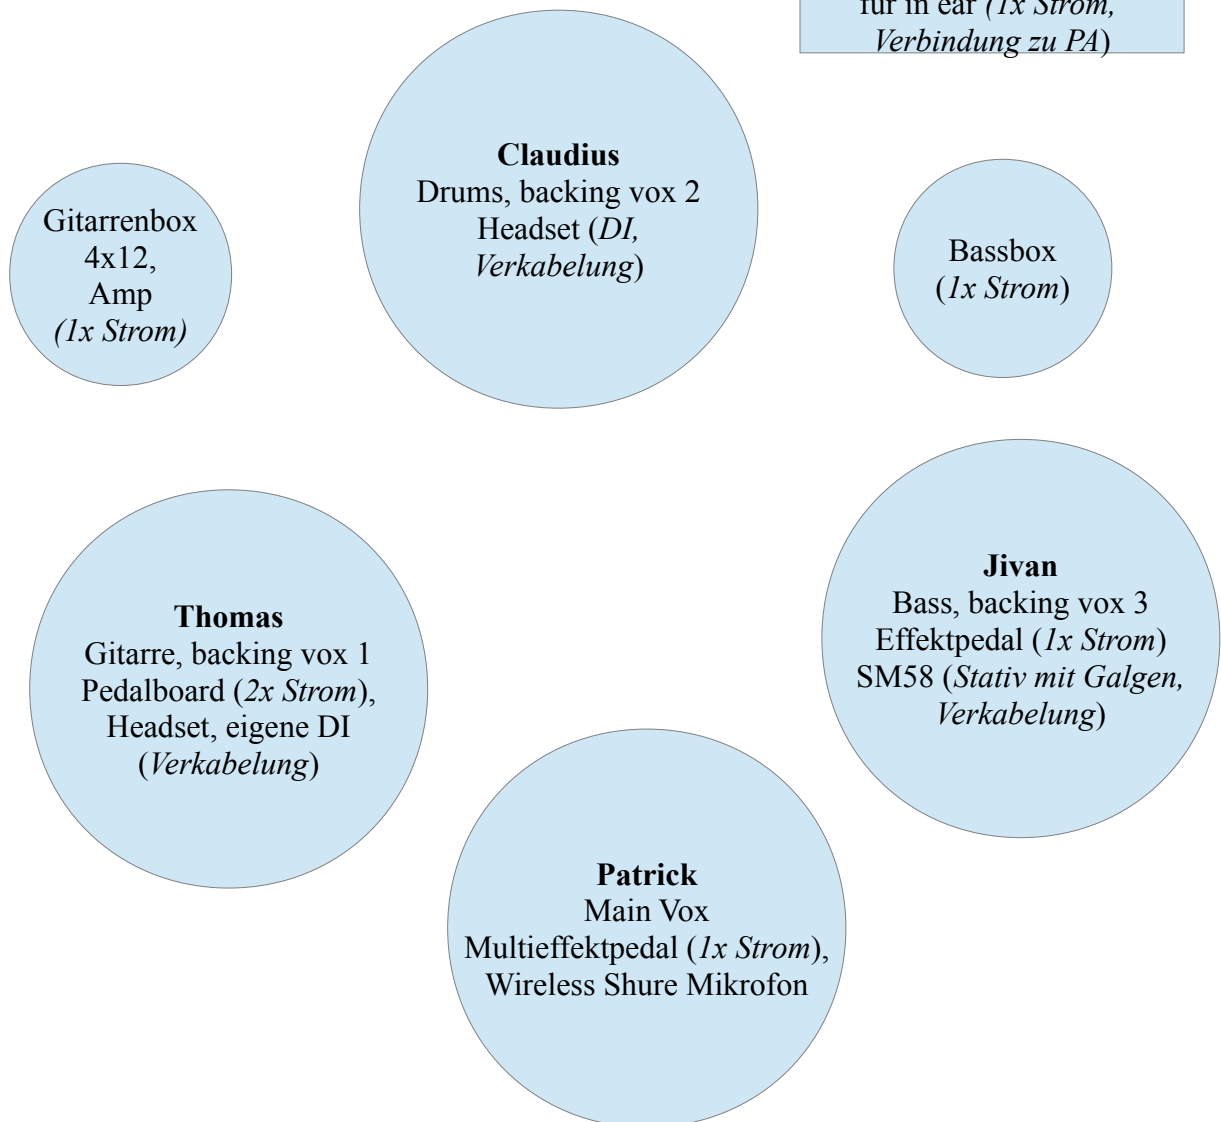 für in ear (1x Strom,
Verbindung zu PA)
Claudius
Drums, backing vox 2
Headset (DI,
Verkabelung)
Gitarrenbox
4x12,
Amp
(1x Strom)
Bassbox
(1x Strom)
Thomas
Gitarre, backing vox 1
Pedalboard (2x Strom),
Headset, eigene DI
(Verkabelung)
Jivan
Bass, backing vox 3
Effektpedal (1x Strom)
SM58 (Stativ mit Galgen,
Verkabelung)
Patrick
Main Vox
Multieffektpedal (1x Strom),
Wireless Shure Mikrofon